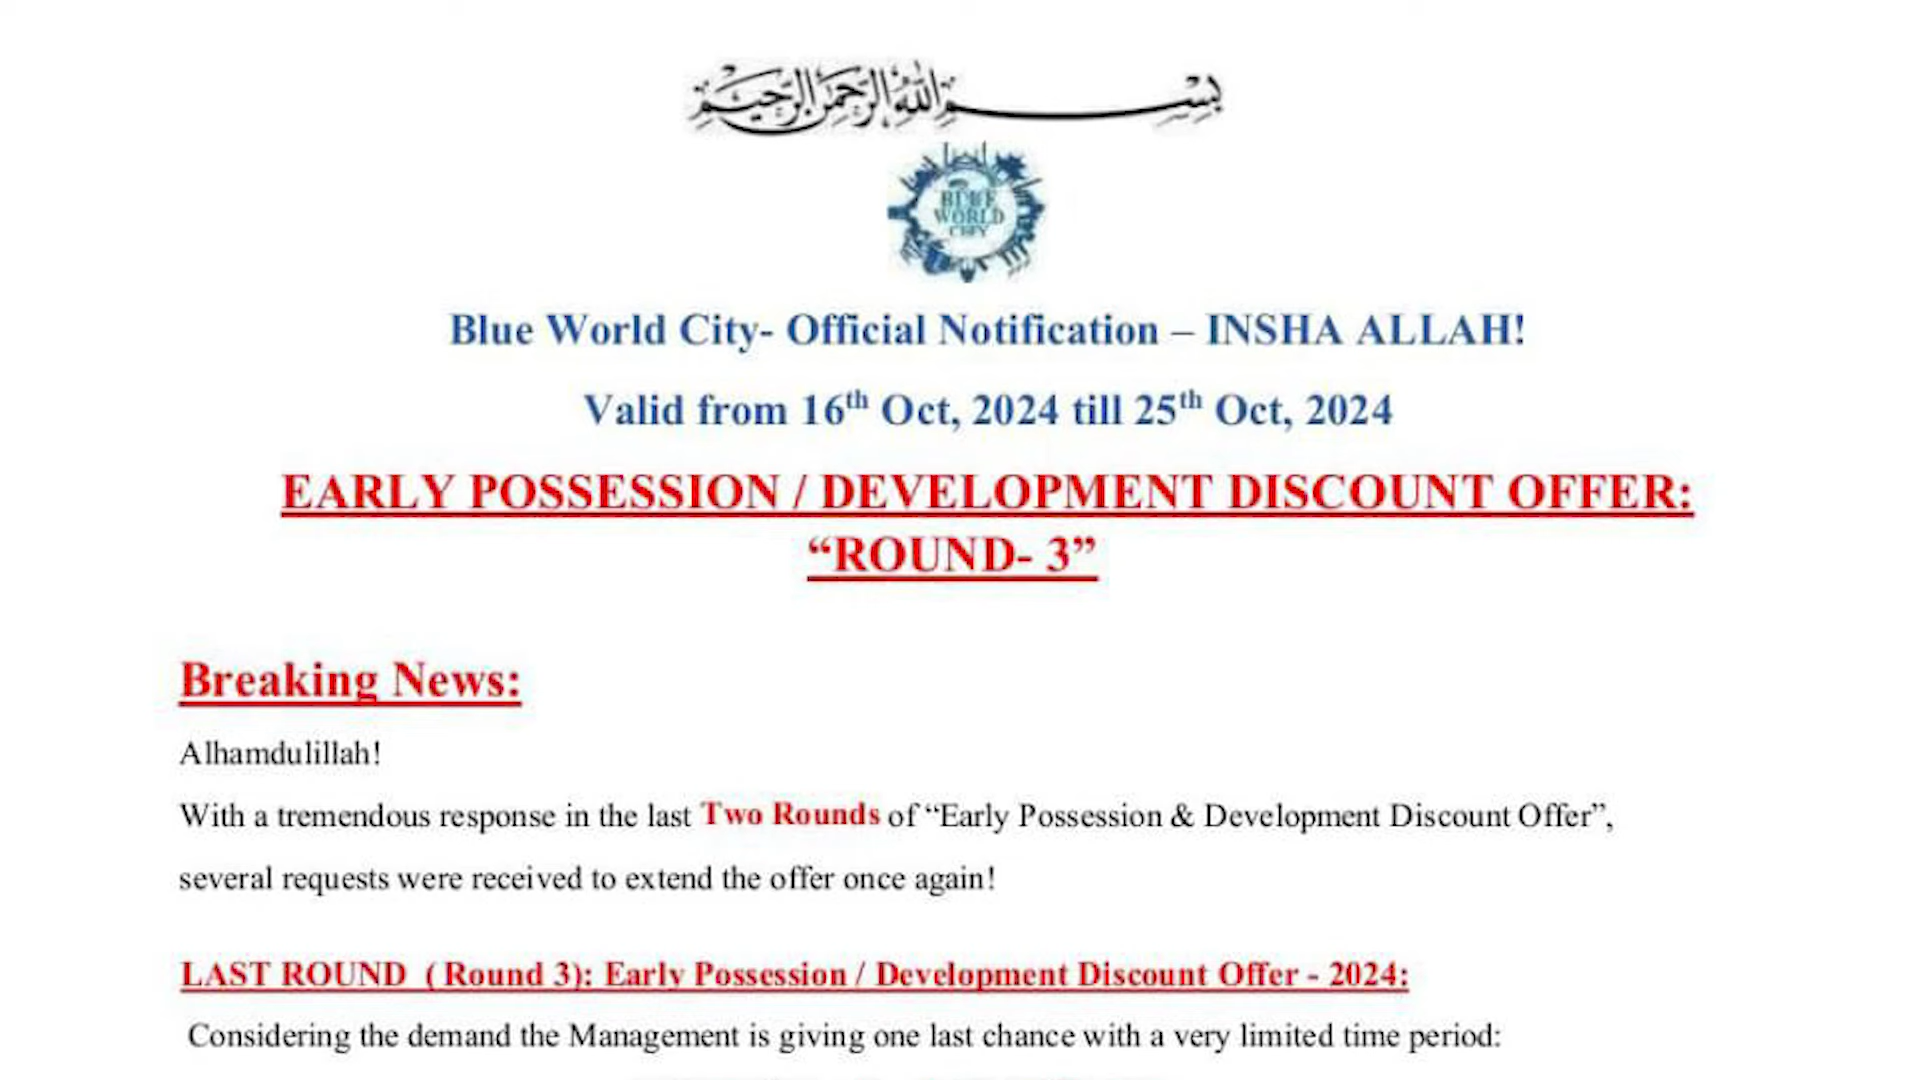 بسم الله الرحمن الرحيم
BLUE
WORLD
CITY
Blue World City- Official Notification – INSHA ALLAH!
Valid from 16th Oct, 2024 till 25th Oct, 2024
EARLY POSSESSION / DEVELOPMENT DISCOUNT OFFER:
“ROUND- 3”
Breaking News:
Alhamdulillah!
With a tremendous response in the last Two Rounds of “Early Possession & Development Discount Offer”,
several requests were received to extend the offer once again!
LAST ROUND ( Round 3): Early Possession / Development Discount Offer - 2024:
Considering the demand the Management is giving one last chance with a very limited time period: